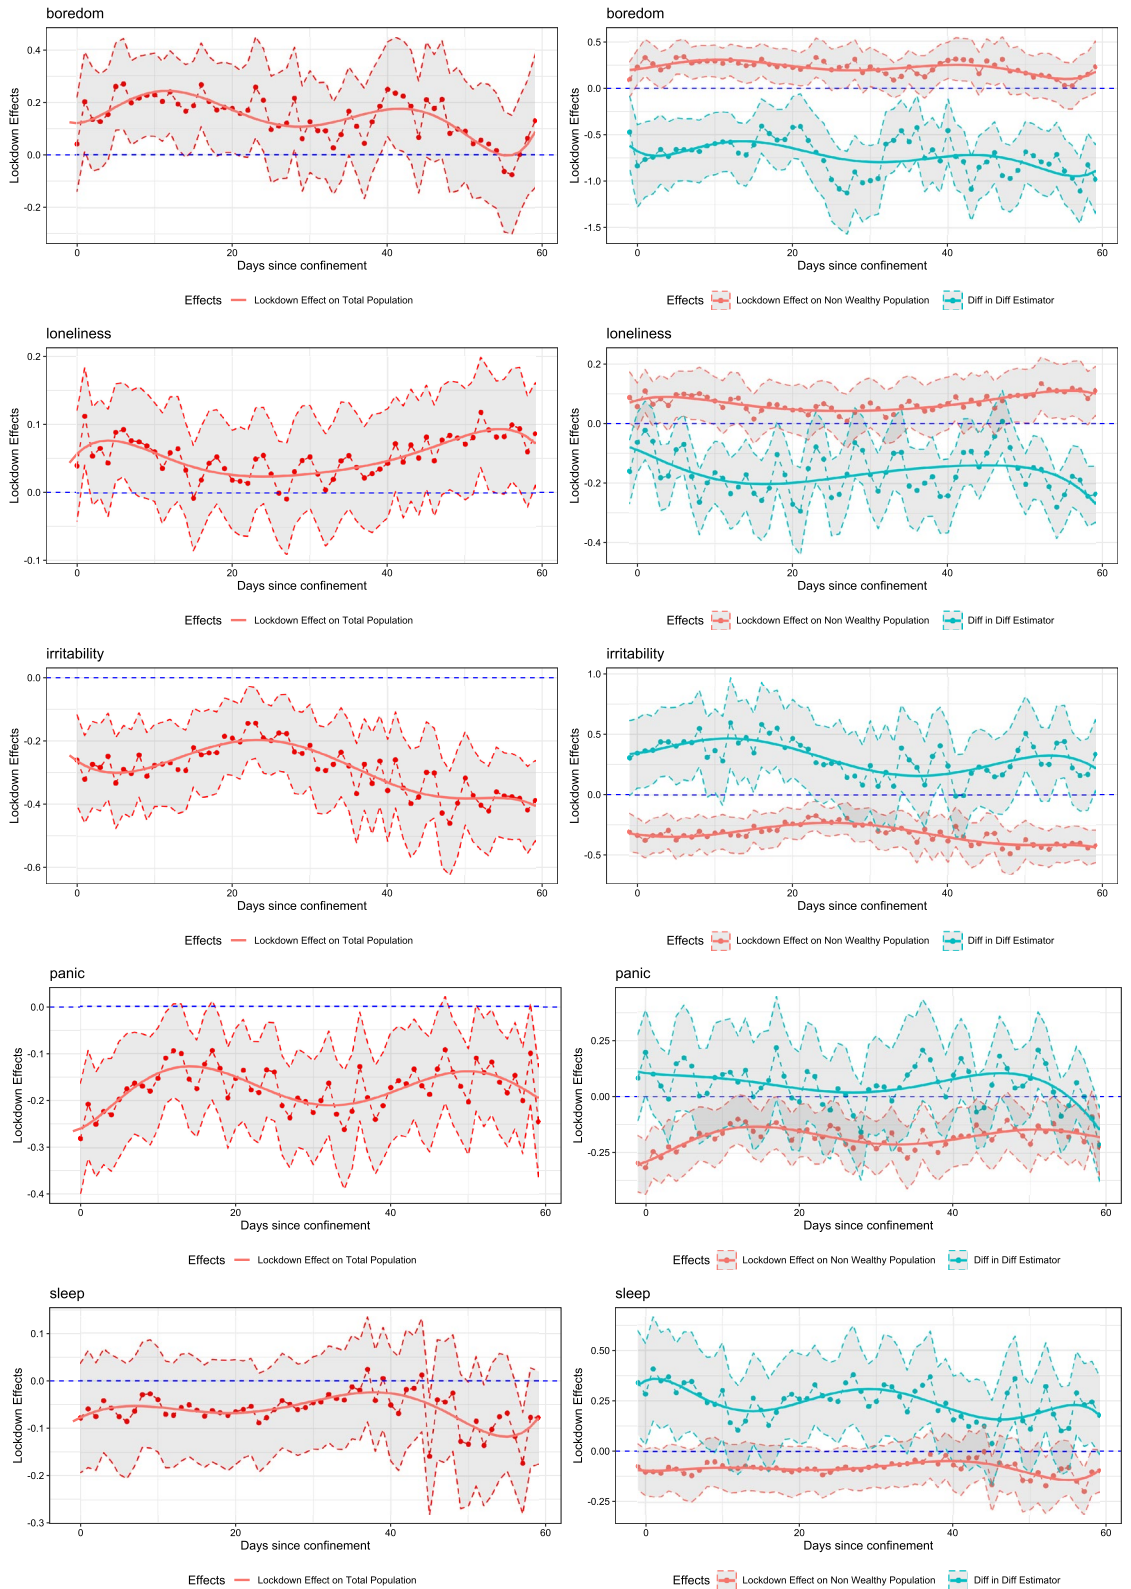 boredom
0.4
0.2
0.0
-0.2
Lockdown Effects
0 20 40 60
Days since confinement
Effects Lockdown Effect on Total Population
boredom
0.5
0.0
-0.5
-1.0
-1.5
Lockdown Effects
0 20 40 60
Days since confinement
Effects Lockdown Effect on Non Wealthy Population Diff in Diff Estimator
loneliness
0.2
0.1
0.0
-0.1
Lockdown Effects
0 20 40 60
Days since confinement
Effects Lockdown Effect on Total Population
loneliness
0.2
0.0
-0.2
-0.4
Lockdown Effects
0 20 40 60
Days since confinement
Effects Lockdown Effect on Non Wealthy Population Diff in Diff Estimator
irritability
0.0
-0.2
-0.4
-0.6
Lockdown Effects
0 20 40 60
Days since confinement
Effects Lockdown Effect on Total Population
irritability
1.0
0.5
0.0
-0.5
Lockdown Effects
0 20 40 60
Days since confinement
Effects Lockdown Effect on Non Wealthy Population Diff in Diff Estimator
panic
0.0
-0.1
-0.2
-0.3
-0.4
Lockdown Effects
0 20 40 60
Days since confinement
Effects Lockdown Effect on Total Population
panic
0.25
0.00
-0.25
Lockdown Effects
0 20 40 60
Days since confinement
Effects Lockdown Effect on Non Wealthy Population Diff in Diff Estimator
sleep
0.1
0.0
-0.1
-0.2
-0.3
Lockdown Effects
0 20 40 60
Days since confinement
Effects Lockdown Effect on Total Population
sleep
0.50
0.25
0.00
-0.25
Lockdown Effects
0 20 40 60
Days since confinement
Effects Lockdown Effect on Non Wealthy Population Diff in Diff Estimator